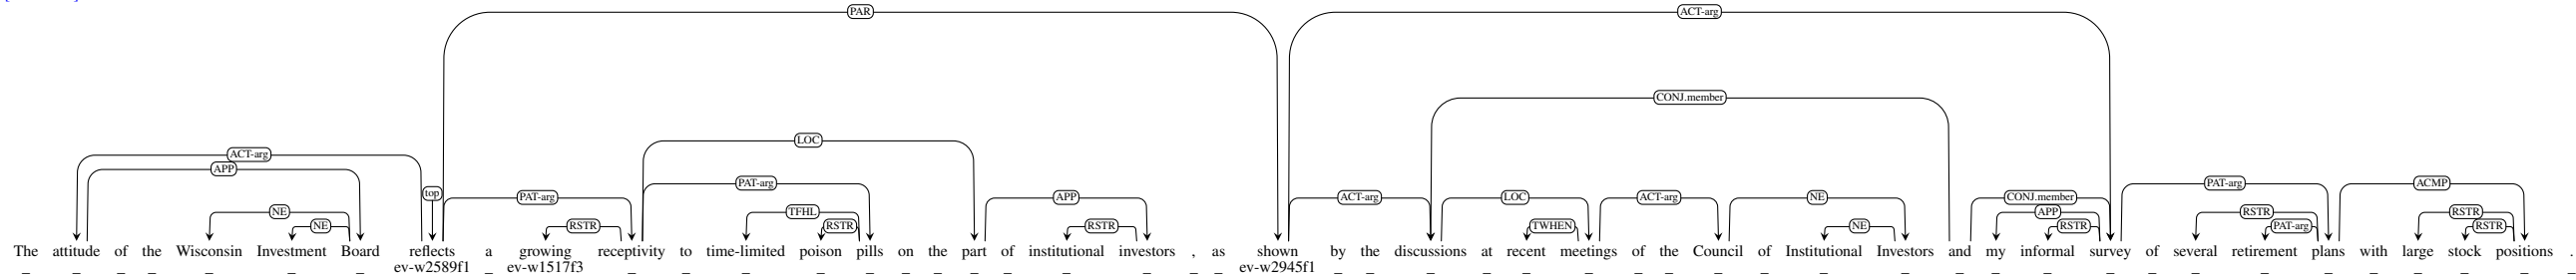 PAR ACT-arg
CONJ.member
LOC
ACT-arg
APP PAT-arg PAT-arg ACMP
top PAT-arg APP ACT-arg LOC ACT-arg NE CONJ.member
NE TFHL TWHEN APP RSTR RSTR
NE RSTR RSTR RSTR NE RSTR PAT-arg RSTR
The attitude of the Wisconsin Investment Board reflects a growing receptivity to time-limited poison pills on the part of institutional investors , as shown by the discussions at recent meetings of the Council of Institutional Investors and my informal survey of several retirement plans with large stock positions .
_ _ _ _ _ _ _ ev-w2589f1 _ ev-w1517f3 _ _ _ _ _ _ _ _ _ _ _ _ _ ev-w2945f1 _ _ _ _ _ _ _ _ _ _ _ _ _ _ _ _ _ _ _ _ _ _ _ _